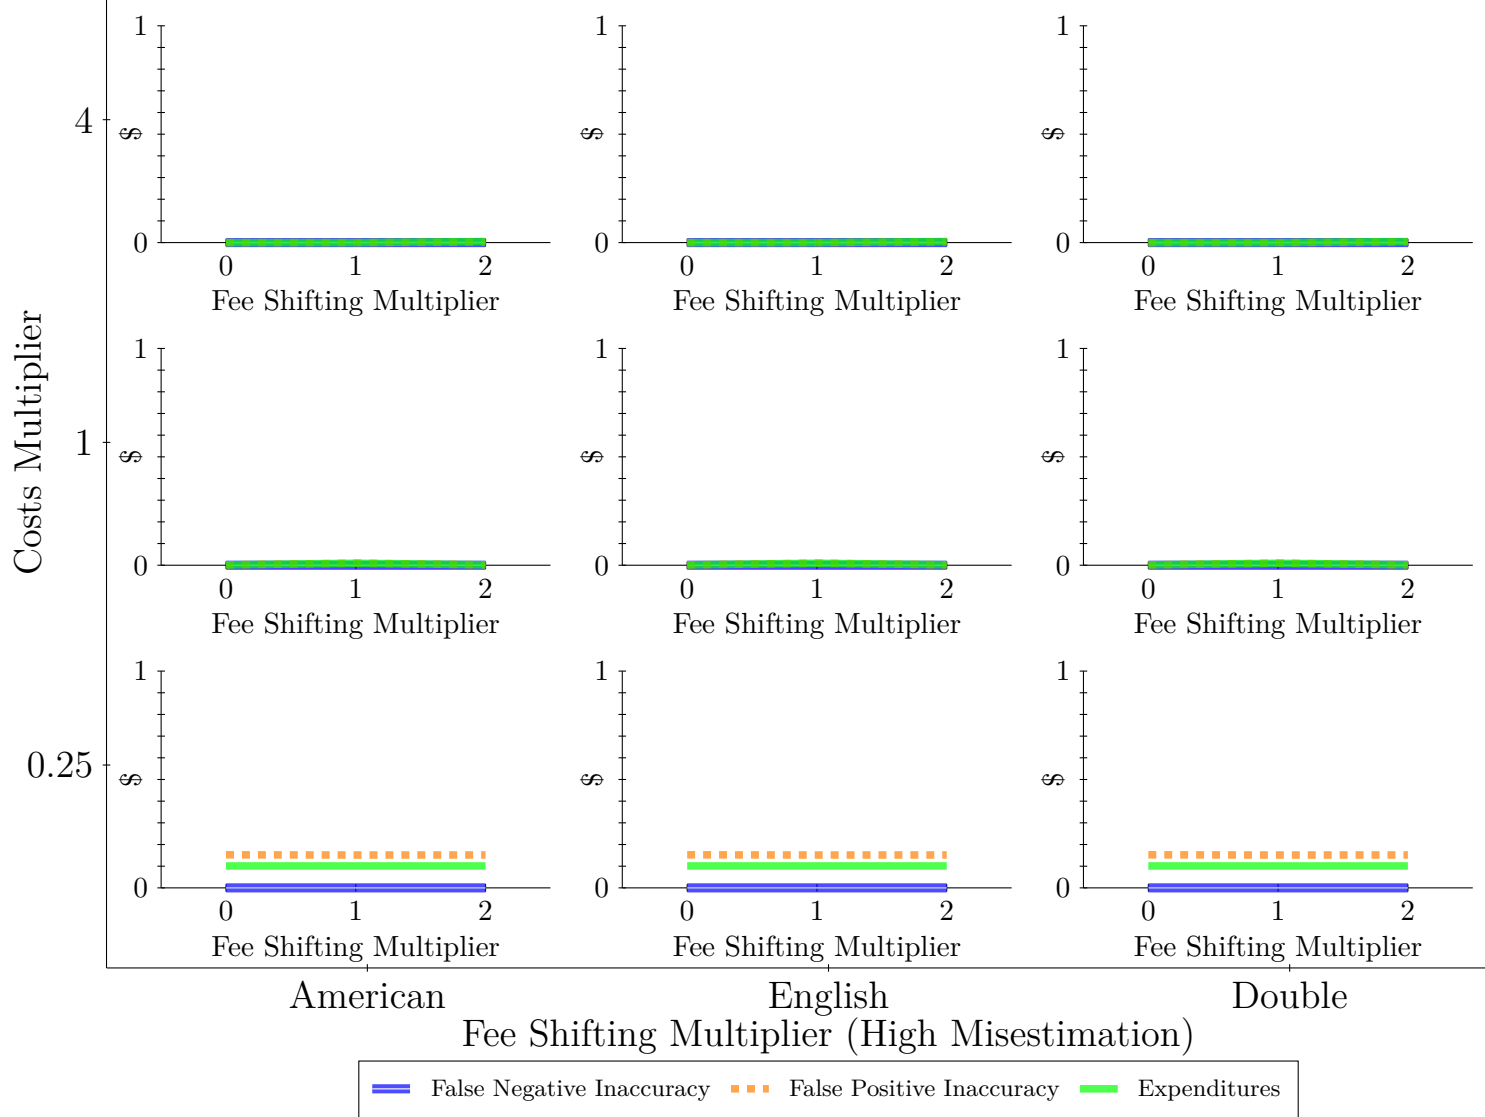 1
$
0
0 1 2
Fee Shifting Multiplier
1
$
0
0 1 2
Fee Shifting Multiplier
1
$
0
0 1 2
Fee Shifting Multiplier
4
1
$
0
0 1 2
Fee Shifting Multiplier
1
$
0
0 1 2
Fee Shifting Multiplier
1
$
0
0 1 2
Fee Shifting Multiplier
1
Costs Multiplier
1
$
0
0 1 2
Fee Shifting Multiplier
1
$
0
0 1 2
Fee Shifting Multiplier
1
$
0
0 1 2
Fee Shifting Multiplier
0.25
American English Double
Fee Shifting Multiplier (High Misestimation)
False Negative Inaccuracy False Positive Inaccuracy Expenditures